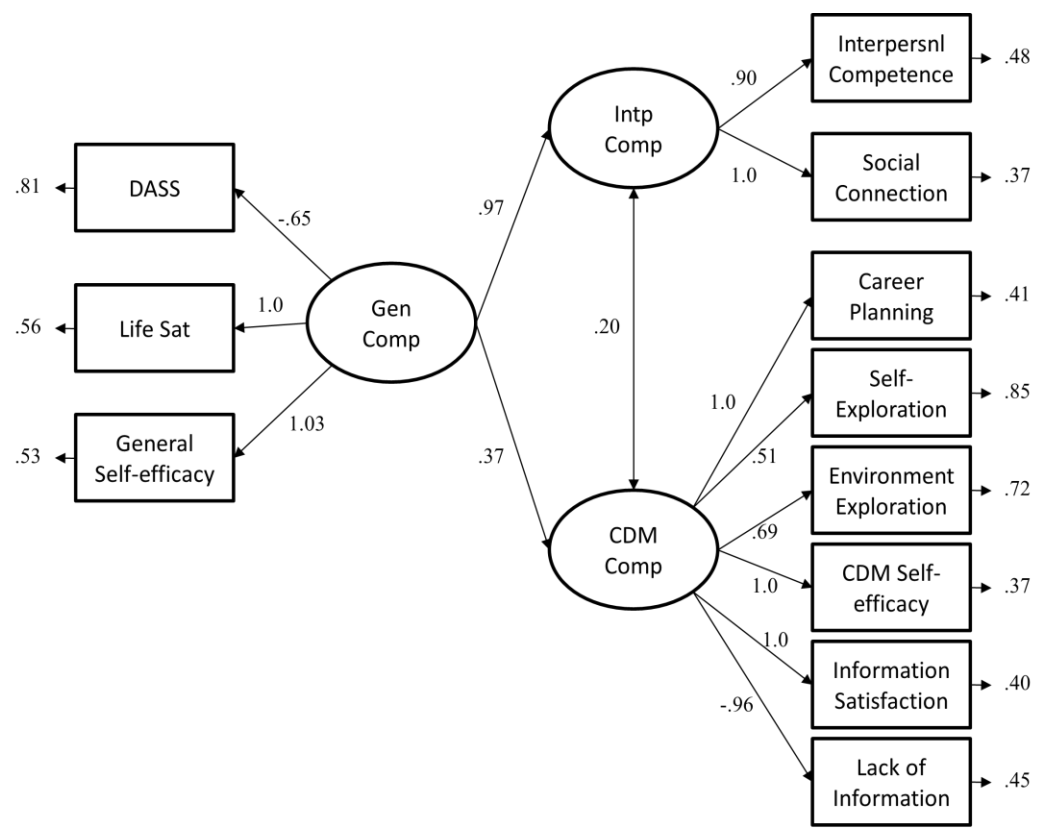 Interpersnl
Competence
.48
.90
Intp
Comp
Social
Connection
.37
1.0
DASS
.81
-.65
.97
Life Sat
.56
1.0
Gen
Comp
General
Self-efficacy
.53
1.03
.20
.37
Career
Planning
.41
1.0
Self-
Exploration
.85
.51
Environment
Exploration
.72
.69
CDM
Comp
CDM Self-
efficacy
.37
1.0
Information
Satisfaction
.40
1.0
Lack of
Information
.45
-.96